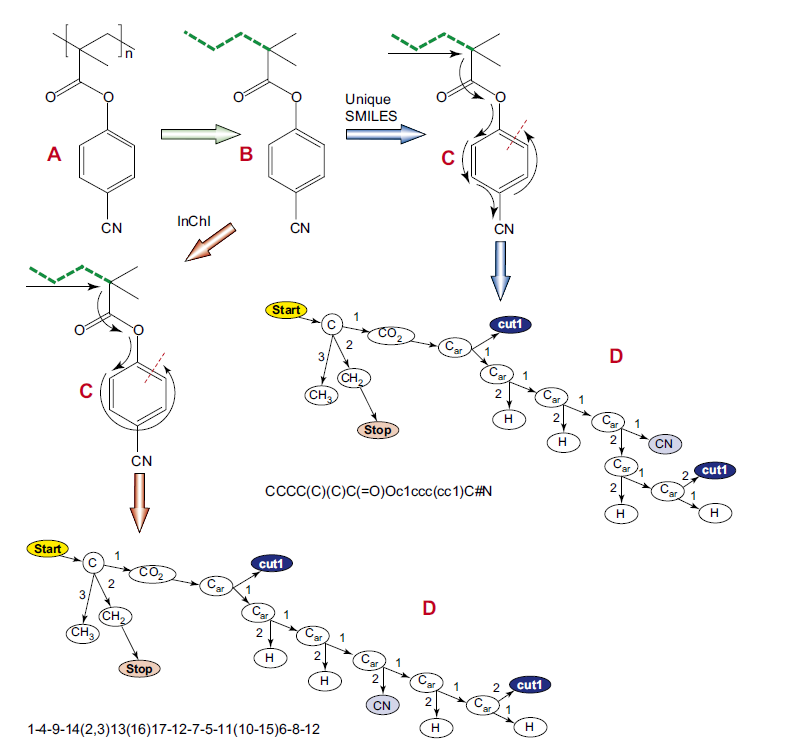 n
O
O
A
CN
O
O
B
CN
Unique
SMILES
O
O
C
CN
InChI
O
O
C
CN
Start
C
1
CO2
Car
cut1
D
2
3
CH3
CH2
Stop
1
Car
2
H
1
Car
2
H
1
Car
1
CN
2
Car
2
H
1
Car
2
cut1
1
H
CCCC(C)(C)C(=O)Oc1ccc(cc1)C#N
Start
C
1
CO2
Car
cut1
D
2
3
CH3
CH2
Stop
1
Car
2
H
1
Car
2
H
1
Car
2
CN
1
Car
2
H
1
Car
2
cut1
1
H
1-4-9-14(2,3)13(16)17-12-7-5-11(10-15)6-8-12